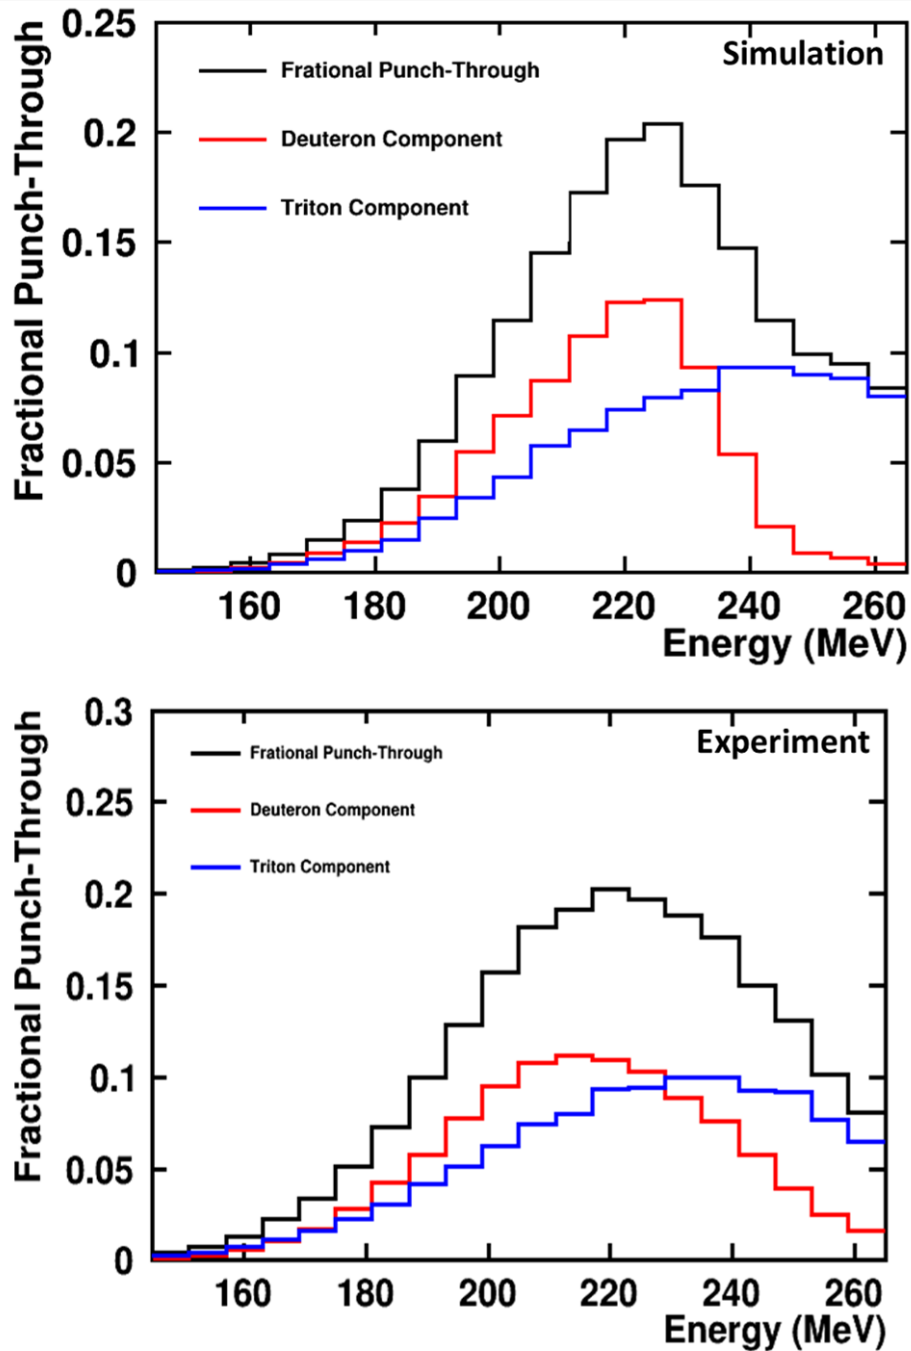 Fractional Punch-Through
0.25
0.2
0.15
0.1
0.05
0
Simulation
Frational Punch-Through
Deuteron Component
Triton Component
160 180 200 220 240 260
Energy (MeV)
Fractional Punch-Through
0.3
0.25
0.2
0.15
0.1
0.05
0
Experiment
Frational Punch-Through
Deuteron Component
Triton Component
160 180 200 220 240 260
Energy (MeV)